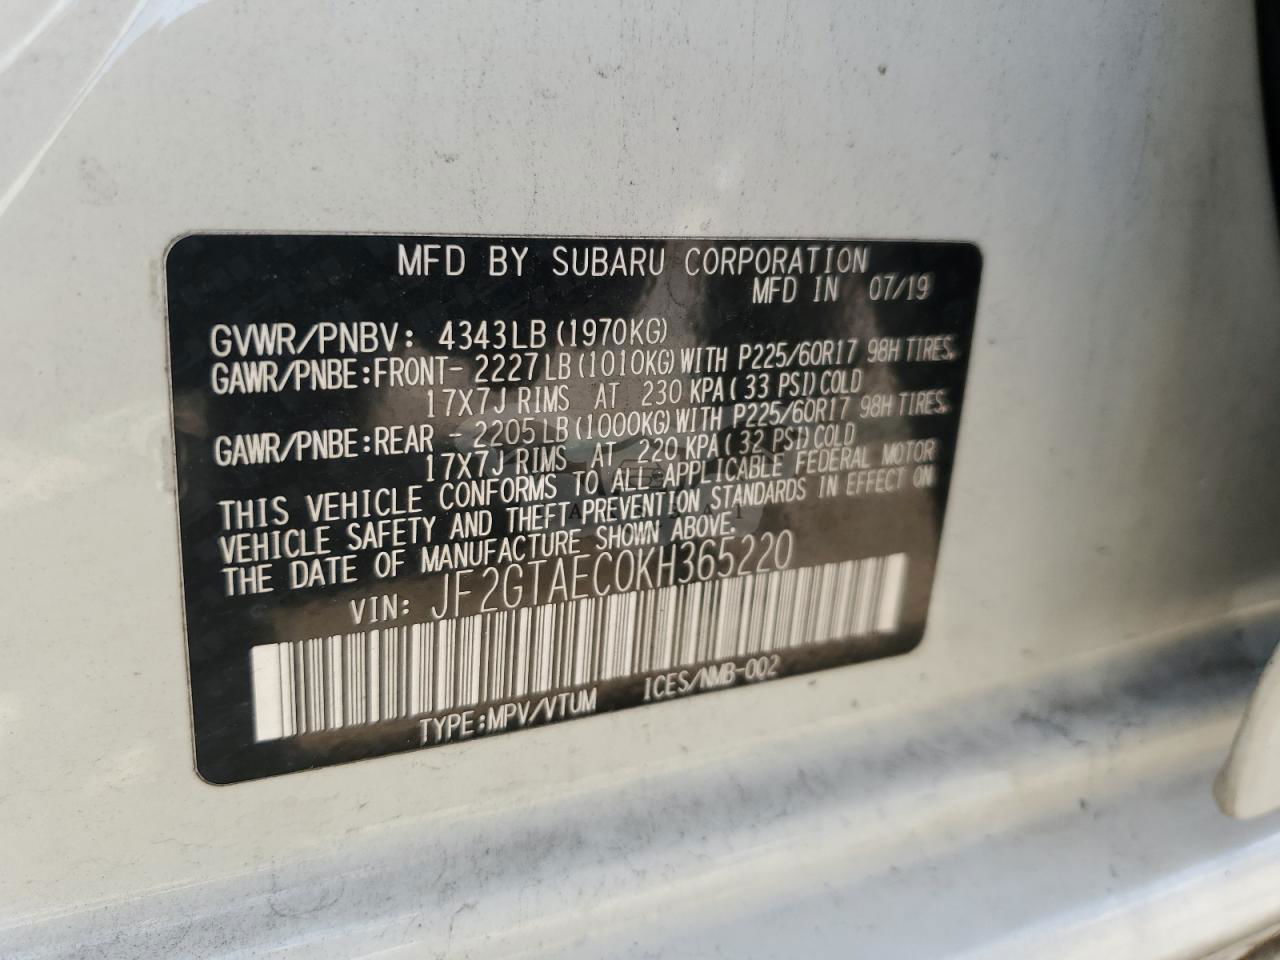 MFD BY SUBARU CORPORATION
MFD IN 07/19
GVWR/PNBV: 4343LB(1970KG)
GAWR/PNBE:FRONT- 2227LB(1010KG)WITH P225/60R17 98H TIRES,
17X7J RIMS AT 230 KPA(33 PSI)COLD
GAWR/PNBE:REAR - 2205LB(1000KG)WITH P225/60R17 98H TIRES,
17X7J RIMS AT 220 KPA(32 PSI)COLD
THIS VEHICLE CONFORMS TO ALL APPLICABLE FEDERAL MOTOR
VEHICLE SAFETY AND THEFT PREVENTION STANDARDS IN EFFECT ON
THE DATE OF MANUFACTURE SHOWN ABOVE.
VIN: JF2GTAEC0KH365220
TYPE:MPV/VTUM ICES/NMB-002